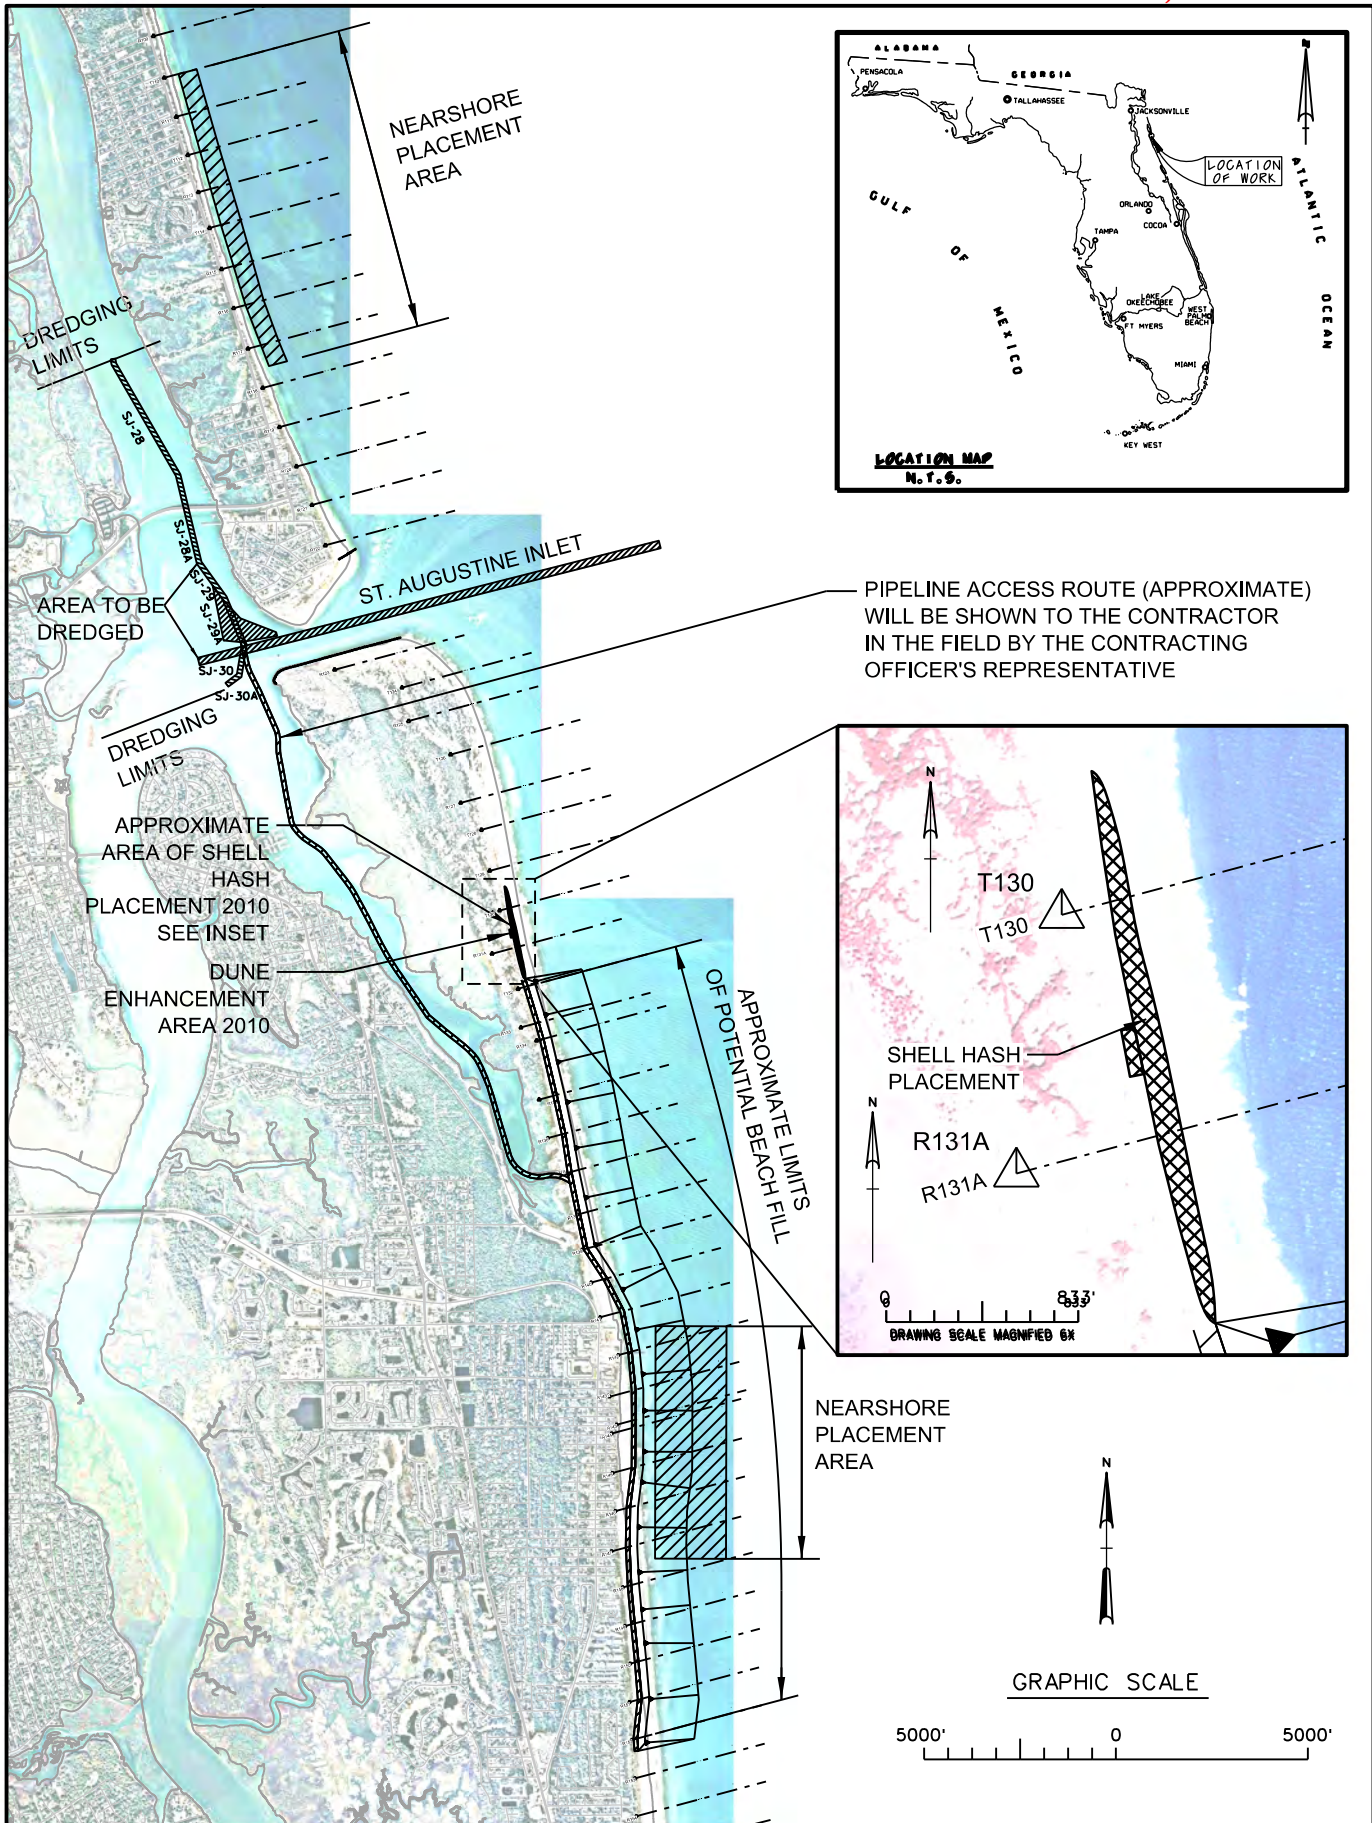 NEARSHORE
PLACEMENT
AREA
DREDGING
LIMITS
SJ-28
SJ-28A
SJ-29
SJ-29A
AREA TO BE
DREDGED
ST. AUGUSTINE INLET
SJ-30
SJ-30A
DREDGING
LIMITS
APPROXIMATE
AREA OF SHELL
HASH
PLACEMENT 2010
SEE INSET
DUNE
ENHANCEMENT
AREA 2010
APPROXIMATE LIMITS
OF POTENTIAL BEACH FILL
NEARSHORE
PLACEMENT
AREA
ALABAMA
GEORGIA
PENSACOLA
TALLAHASSEE
JACKSONVILLE
LOCATION
OF WORK
ATLANTIC
OCEAN
GULF
OF
MEXICO
ORLANDO
COCOA
TAMPA
LAKE
OKEECHOBEE
WEST
PALM
BEACH
FT MYERS
MIAMI
KEY WEST
LOCATION MAP
N.T.S.
N
PIPELINE ACCESS ROUTE (APPROXIMATE)
WILL BE SHOWN TO THE CONTRACTOR
IN THE FIELD BY THE CONTRACTING
OFFICER'S REPRESENTATIVE
N
T130
T130
SHELL HASH
PLACEMENT
N
R131A
R131A
0
833'
DRAWING SCALE MAGNIFIED 6X
N
GRAPHIC SCALE
5000'
0
5000'